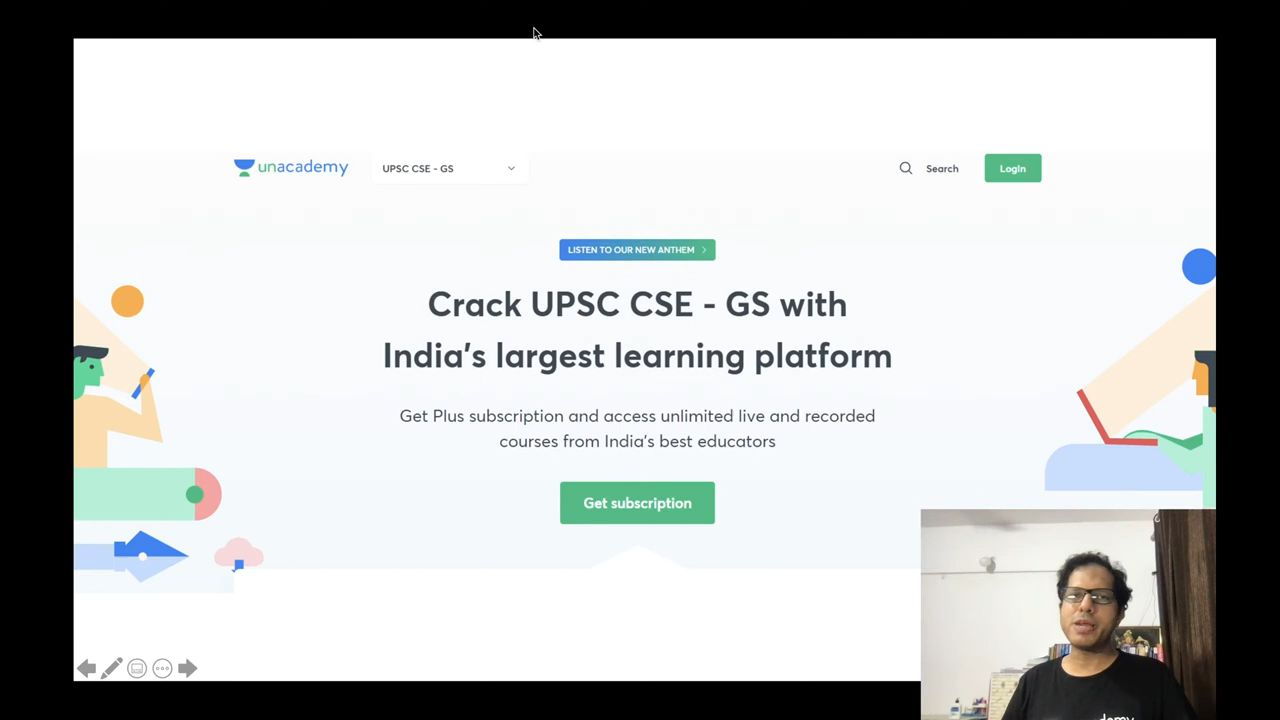 unacademy
UPSC CSE - GS
Search
Login
LISTEN TO OUR NEW ANTHEM
Crack UPSC CSE - GS with
India's largest learning platform
Get Plus subscription and access unlimited live and recorded
courses from India's best educators
Get subscription
demy